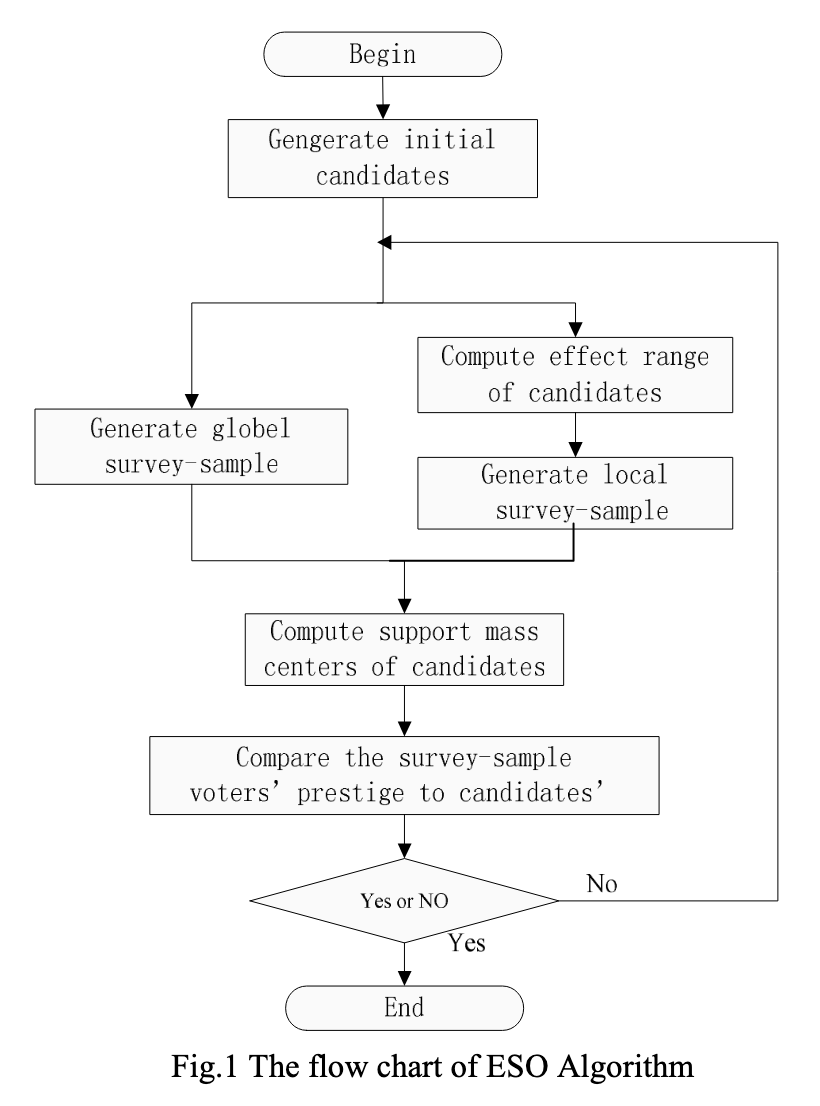 Begin
Gengerate initial
candidates
Compute effect range
of candidates
Generate globel
survey-sample
Generate local
survey-sample
Compute support mass
centers of candidates
Compare the survey-sample
voters’ prestige to candidates’
Yes or NO
No
Yes
End
Fig.1 The flow chart of ESO Algorithm